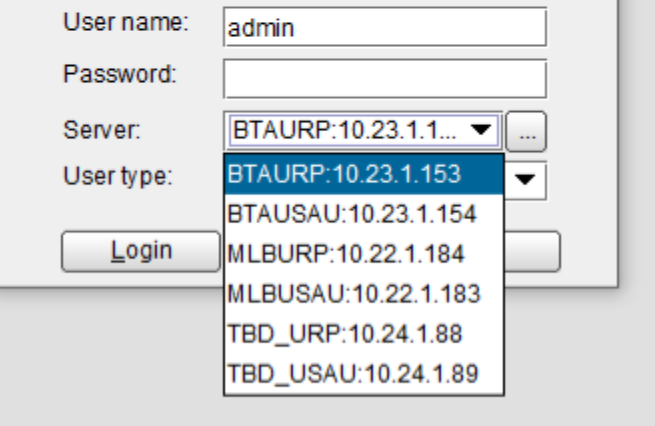 User name: admin
Password:
Server: BTAURP:10.23.1.1... ...
User type:
BTAURP:10.23.1.153
BTAUSAU:10.23.1.154
MLBURP:10.22.1.184
MLBUSAU:10.22.1.183
TBD_URP:10.24.1.88
TBD_USAU:10.24.1.89
Login